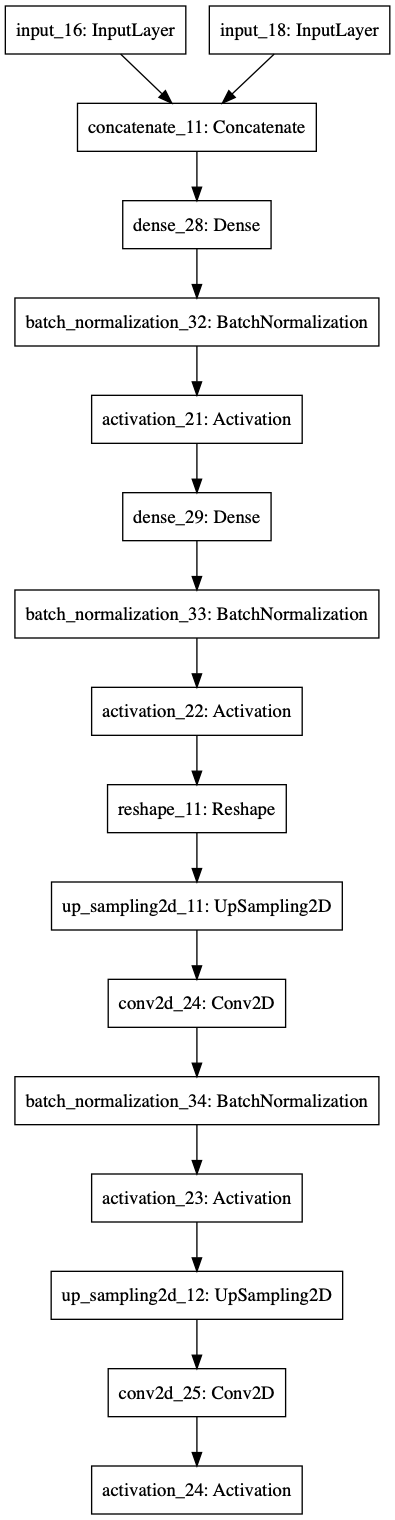 input_16: InputLayer
input_18: InputLayer
concatenate_11: Concatenate
dense_28: Dense
batch_normalization_32: BatchNormalization
activation_21: Activation
dense_29: Dense
batch_normalization_33: BatchNormalization
activation_22: Activation
reshape_11: Reshape
up_sampling2d_11: UpSampling2D
conv2d_24: Conv2D
batch_normalization_34: BatchNormalization
activation_23: Activation
up_sampling2d_12: UpSampling2D
conv2d_25: Conv2D
activation_24: Activation